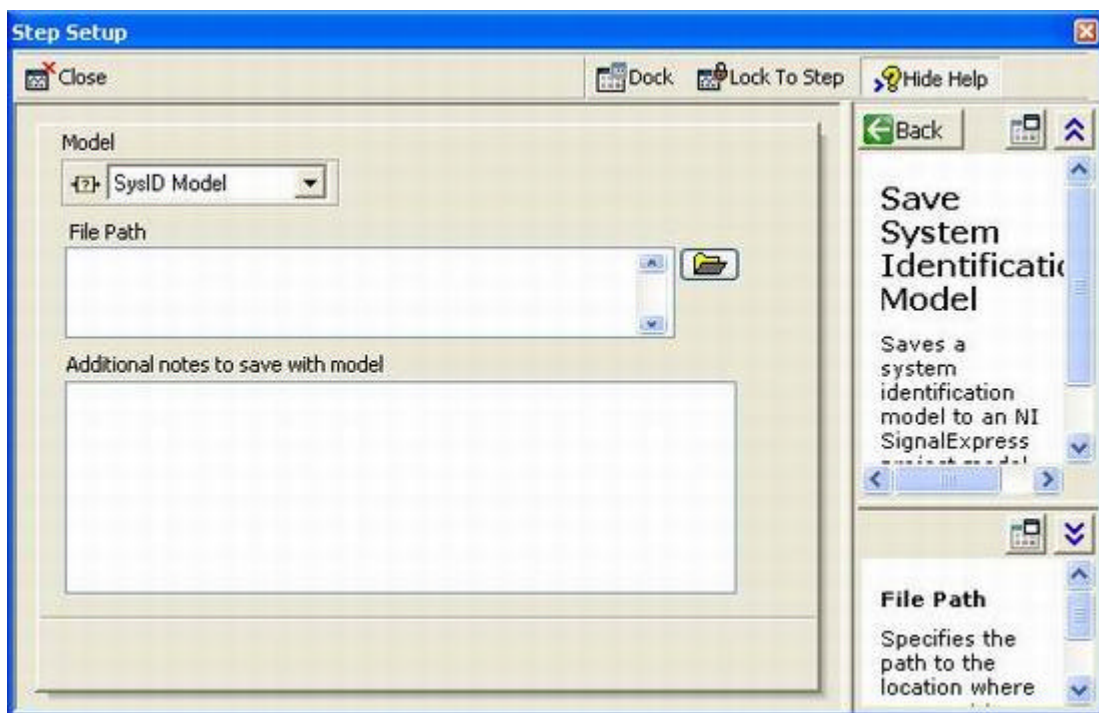 Step Setup
Close
Dock
Lock To Step
Hide Help
Model
SysID Model
File Path
Additional notes to save with model
Back
Save
System
Identificatio
Model
Saves a
system
identification
model to an NI
SignalExpress
File Path
Specifies the
path to the
location where